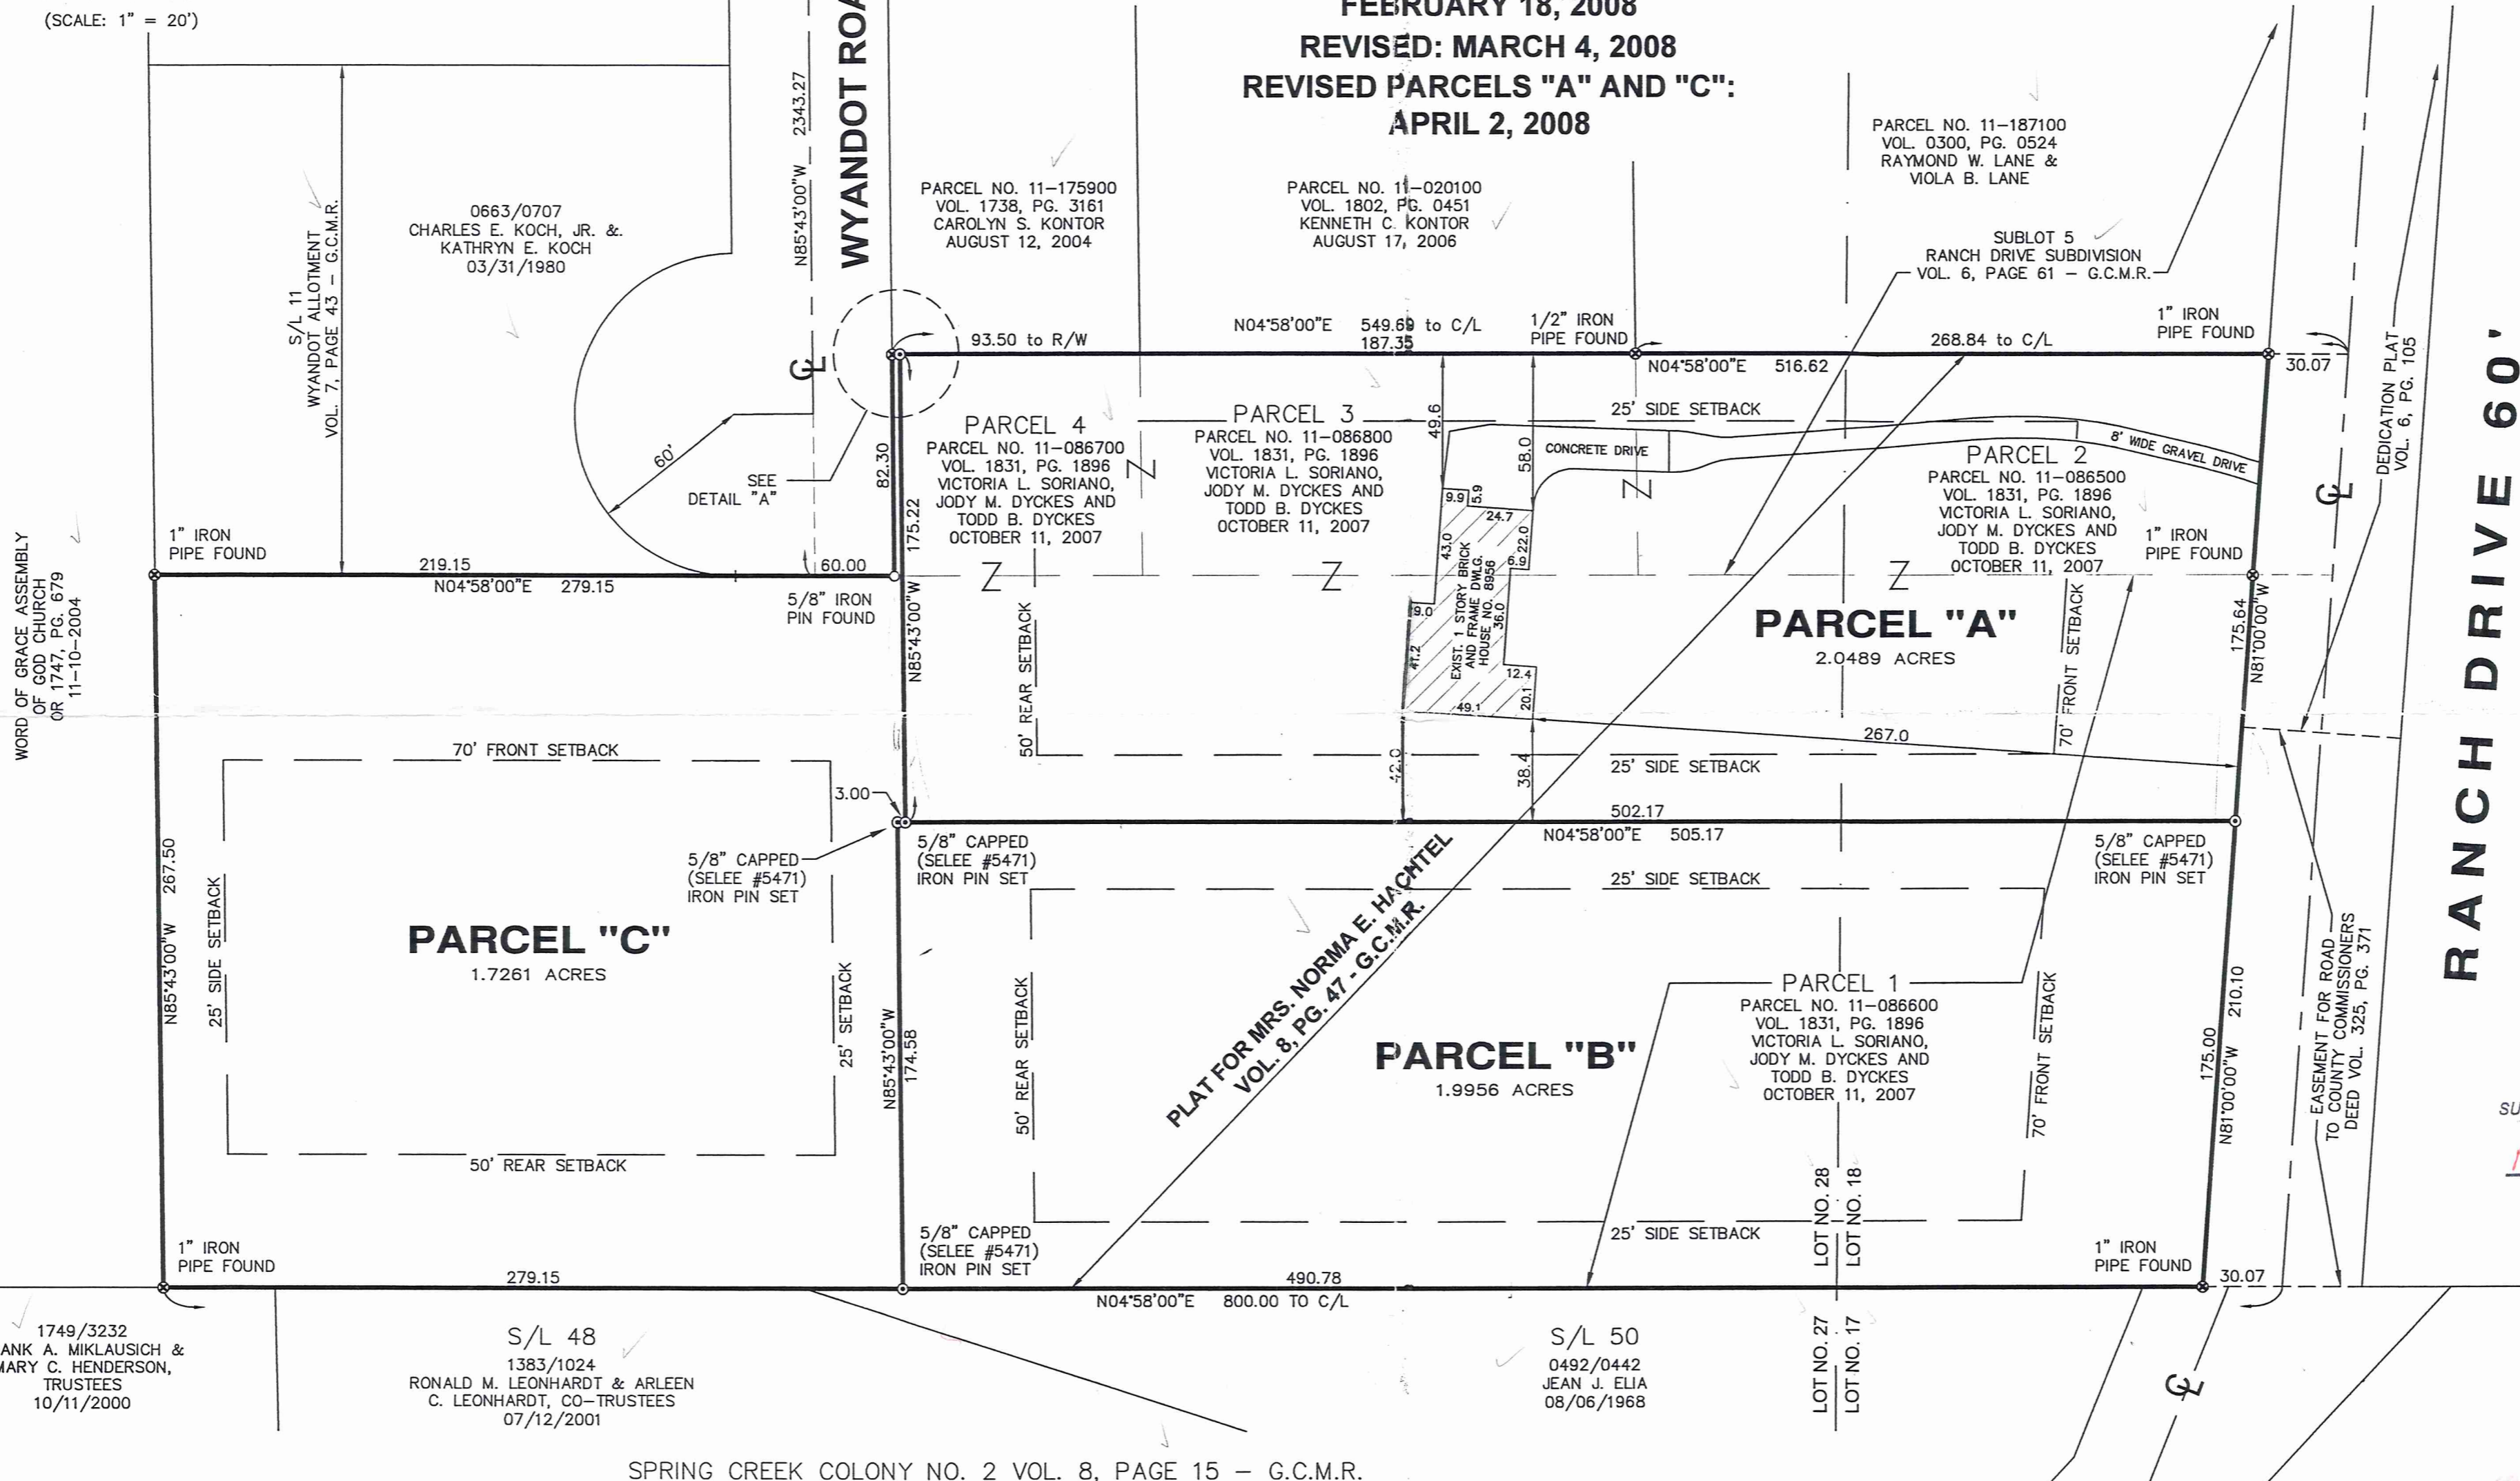 (SCALE: 1" = 20')
FEBRUARY 18, 2008
REVISED: MARCH 4, 2008
REVISED PARCELS "A" AND "C":
APRIL 2, 2008
N85°43'00"W 2343.27
S/L 11
WYANDOT ALLOTMENT
VOL. 7, PAGE 43 – G.C.M.R.
0663/0707
CHARLES E. KOCH, JR. &
KATHRYN E. KOCH
03/31/1980
PARCEL NO. 11–175900
VOL. 1738, PG. 3161
CAROLYN S. KONTOR
AUGUST 12, 2004
PARCEL NO. 11–020100
VOL. 1802, PG. 0451
KENNETH C. KONTOR
AUGUST 17, 2006
PARCEL NO. 11–187100
VOL. 0300, PG. 0524
RAYMOND W. LANE &
VIOLA B. LANE
SUBLOT 5
RANCH DRIVE SUBDIVISION
VOL. 6, PAGE 61 – G.C.M.R.
WYANDOT
93.50 to R/W
N04°58'00"E 549.69 to C/L
187.35
1/2" IRON
PIPE FOUND
268.84 to C/L
N04°58'00"E 516.62
1" IRON
PIPE FOUND
30.07
DEDICATION PLAT
VOL. 6, PG. 105
RANCH DRIVE 60'
CL
60'
SEE
DETAIL "A"
82.30
175.22
PARCEL 4
PARCEL NO. 11–086700
VOL. 1831, PG. 1896
VICTORIA L. SORIANO,
JODY M. DYCKES AND
TODD B. DYCKES
OCTOBER 11, 2007
PARCEL 3
PARCEL NO. 11–086800
VOL. 1831, PG. 1896
VICTORIA L. SORIANO,
JODY M. DYCKES AND
TODD B. DYCKES
OCTOBER 11, 2007
49.6
58.0
25' SIDE SETBACK
CONCRETE DRIVE
8' WIDE GRAVEL DRIVE
PARCEL 2
PARCEL NO. 11–086500
VOL. 1831, PG. 1896
VICTORIA L. SORIANO,
JODY M. DYCKES AND
TODD B. DYCKES
OCTOBER 11, 2007
1" IRON
PIPE FOUND
CL
Z
Z
Z
Z
Z
9.9
5.9
24.7
43.0
22.0
6.9
9.0
36.0
41.2
12.4
20.1
49.1
EXIST. 1 STORY BRICK
AND FRAME DWLG.
HOUSE NO. 8956
42.0
38.4
267.0
1" IRON
PIPE FOUND
219.15
N04°58'00"E 279.15
60.00
5/8" IRON
PIN FOUND
N85°43'00"W
WORD OF GRACE ASSEMBLY
OF GOD CHURCH
OR 1747, PG. 679
11-10-2004
50' REAR SETBACK
PARCEL "A"
2.0489 ACRES
70' FRONT SETBACK
175.64
N81°00'00"W
25' SIDE SETBACK
70' FRONT SETBACK
3.00
5/8" CAPPED
(SELEE #5471)
IRON PIN SET
5/8" CAPPED
(SELEE #5471)
IRON PIN SET
502.17
N04°58'00"E 505.17
5/8" CAPPED
(SELEE #5471)
IRON PIN SET
N85°43'00"W 267.50
25' SIDE SETBACK
PARCEL "C"
1.7261 ACRES
25' SETBACK
50' REAR SETBACK
N85°43'00"W
174.58
25' SIDE SETBACK
50' REAR SETBACK
PLAT FOR MRS. NORMA E. HACHTEL
VOL. 8, PG. 47 - G.C.M.R.
PARCEL "B"
1.9956 ACRES
PARCEL 1
PARCEL NO. 11–086600
VOL. 1831, PG. 1896
VICTORIA L. SORIANO,
JODY M. DYCKES AND
TODD B. DYCKES
OCTOBER 11, 2007
70' FRONT SETBACK
175.00
N81°00'00"W 210.10
EASEMENT FOR ROAD
TO COUNTY COMMISSIONERS
DEED VOL. 325, PG. 371
SU
25' SIDE SETBACK
LOT NO. 28
LOT NO. 18
1" IRON
PIPE FOUND
5/8" CAPPED
(SELEE #5471)
IRON PIN SET
1" IRON
PIPE FOUND
279.15
490.78
N04°58'00"E 800.00 TO C/L
30.07
LOT NO. 27
LOT NO. 17
1749/3232
ANK A. MIKLAUSICH &
MARY C. HENDERSON,
TRUSTEES
10/11/2000
S/L 48
1383/1024
RONALD M. LEONHARDT & ARLEEN
C. LEONHARDT, CO–TRUSTEES
07/12/2001
S/L 50
0492/0442
JEAN J. ELIA
08/06/1968
CL
SPRING CREEK COLONY NO. 2 VOL. 8, PAGE 15 – G.C.M.R.